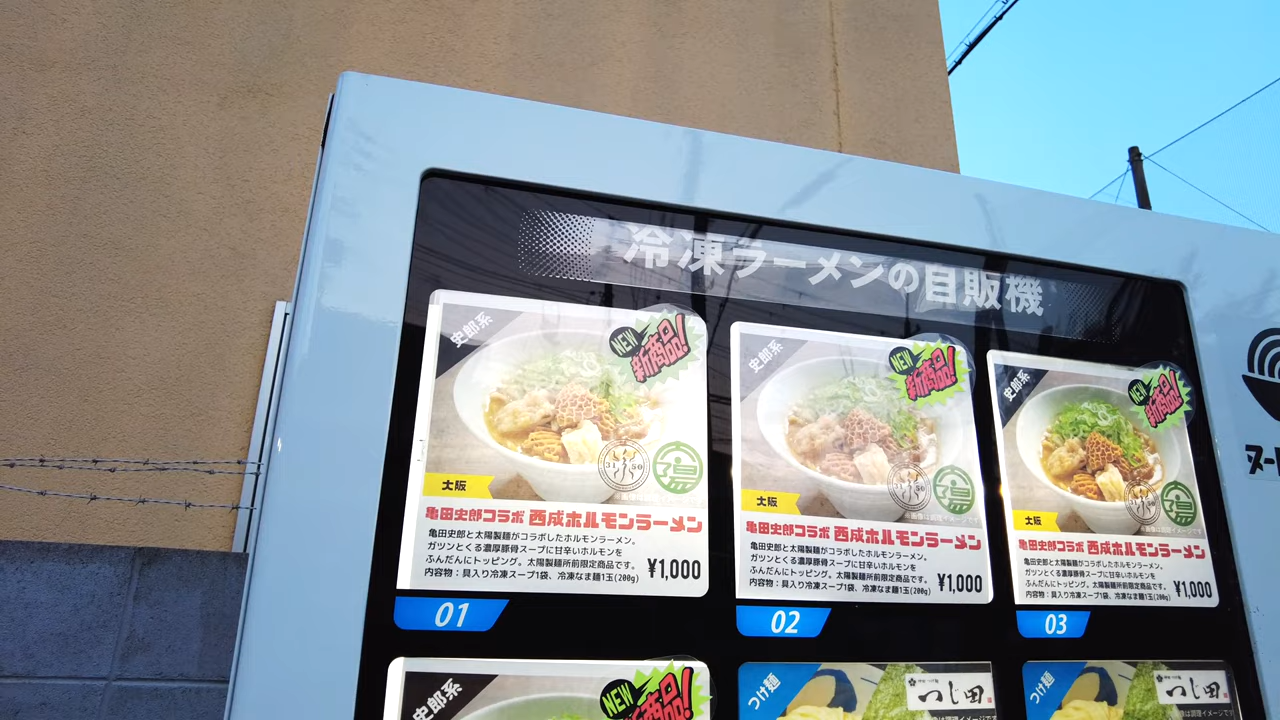 冷凍ラーメンの自販機
史郎系
NEW
新商品!
31 50
陽
大阪
亀田史郎コラボ 西成ホルモンラーメン
亀田史郎と太陽製麺がコラボしたホルモンラーメン。
ガツンとくる濃厚豚骨スープに甘辛いホルモンを
ふんだんにトッピング。太陽製麺所前限定商品です。
内容物:具入り冷凍スープ1袋、冷凍なま麺1玉(200g)
¥1,000
01
史郎系
NEW
新商品!
31 50
陽
大阪
亀田史郎コラボ 西成ホルモンラーメン
亀田史郎と太陽製麺がコラボしたホルモンラーメン。
ガツンとくる濃厚豚骨スープに甘辛いホルモンを
ふんだんにトッピング。太陽製麺所前限定商品です。
内容物:具入り冷凍スープ1袋、冷凍なま麺1玉(200g)
¥1,000
02
史郎系
NEW
新商品!
陽
大阪
亀田史郎コラボ 西成ホルモンラーメン
亀田史郎と太陽製麺がコラボしたホルモンラーメン。
ガツンとくる濃厚豚骨スープに甘辛いホルモンを
ふんだんにトッピング。太陽製麺所前限定商品です。
内容物:具入り冷凍スープ1袋、冷凍なま麺1玉(200g)
¥1,000
03
ヌー
史郎系
NEW
新商品!
つけ麺
つじ田
つけ麺
つじ田